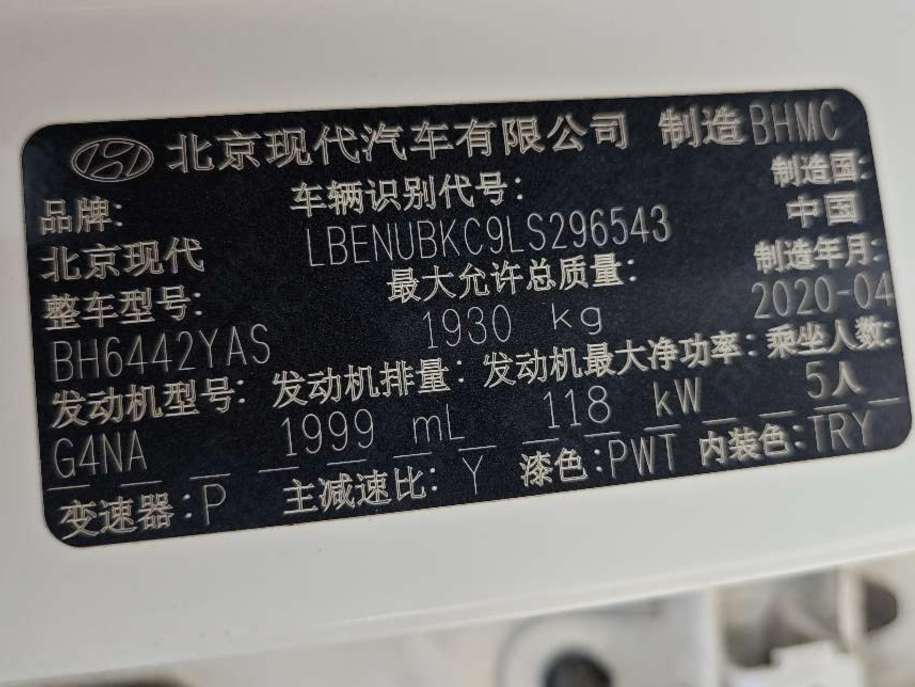 北京现代汽车有限公司 制造 BHMC
品牌: 车辆识别代号: 制造国:
北京现代 LBENUBKC9LS296543 中国
整车型号: 最大允许总质量: 制造年月:
BH6442YAS 1930 kg 2020-04
发动机型号: 发动机排量: 发动机最大净功率: 乘坐人数:
G4NA 1999 mL 118 kW 5人
变速器:P 主减速比: Y 漆色:PWT 内装色:TRY